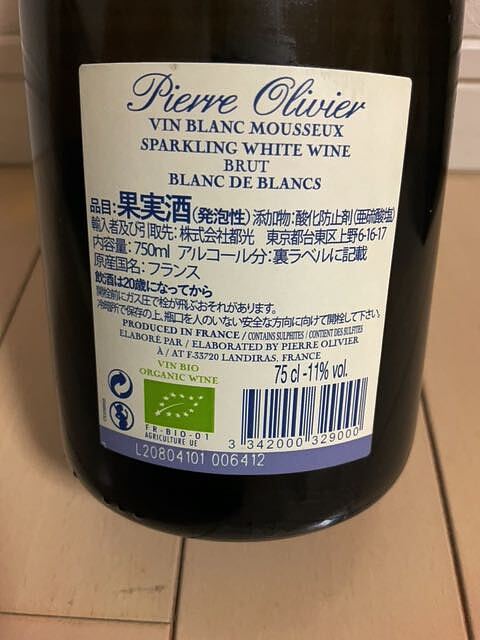 Pierre Olivier
VIN BLANC MOUSSEUX
SPARKLING WHITE WINE
BRUT
BLANC DE BLANCS
品目:果実酒(発泡性)添加物:酸化防止剤(亜硫酸塩)
輸入者及び引取先:株式会社都光 東京都台東区上野6-16-17
内容量:750ml アルコール分:裏ラベルに記載
原産国名:フランス
飲酒は20歳になってから
開栓前にガス圧で栓が飛ぶおそれがあります。
冷暗所で保存の上、瓶口を人のいない安全な方向に向けて開栓して下さい。
PRODUCED IN FRANCE / CONTAINS SULPHITES / CONTIENT DES SULFITES
ELABORÉ PAR / ELABORATED BY PIERRE OLIVIER
À / AT F-33720 LANDIRAS, FRANCE
VIN BIO
ORGANIC WINE
75 cl -11% vol.
FR-BIO-01
AGRICULTURE UE
3 342000 329000
L20804101 006412